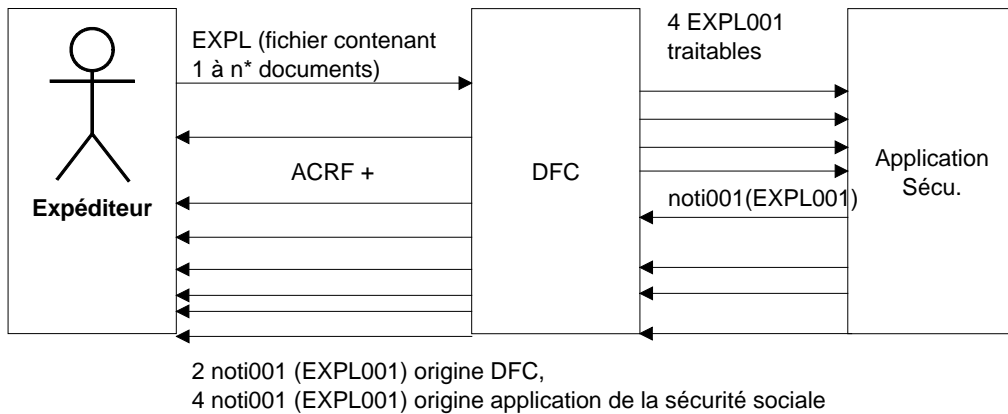 4 EXPL001
traitables
EXPL (fichier contenant
1 à n* documents)
ACRF +
DFC
Application
Sécu.
Expéditeur
noti001(EXPL001)
2 noti001 (EXPL001) origine DFC,
4 noti001 (EXPL001) origine application de la sécurité sociale